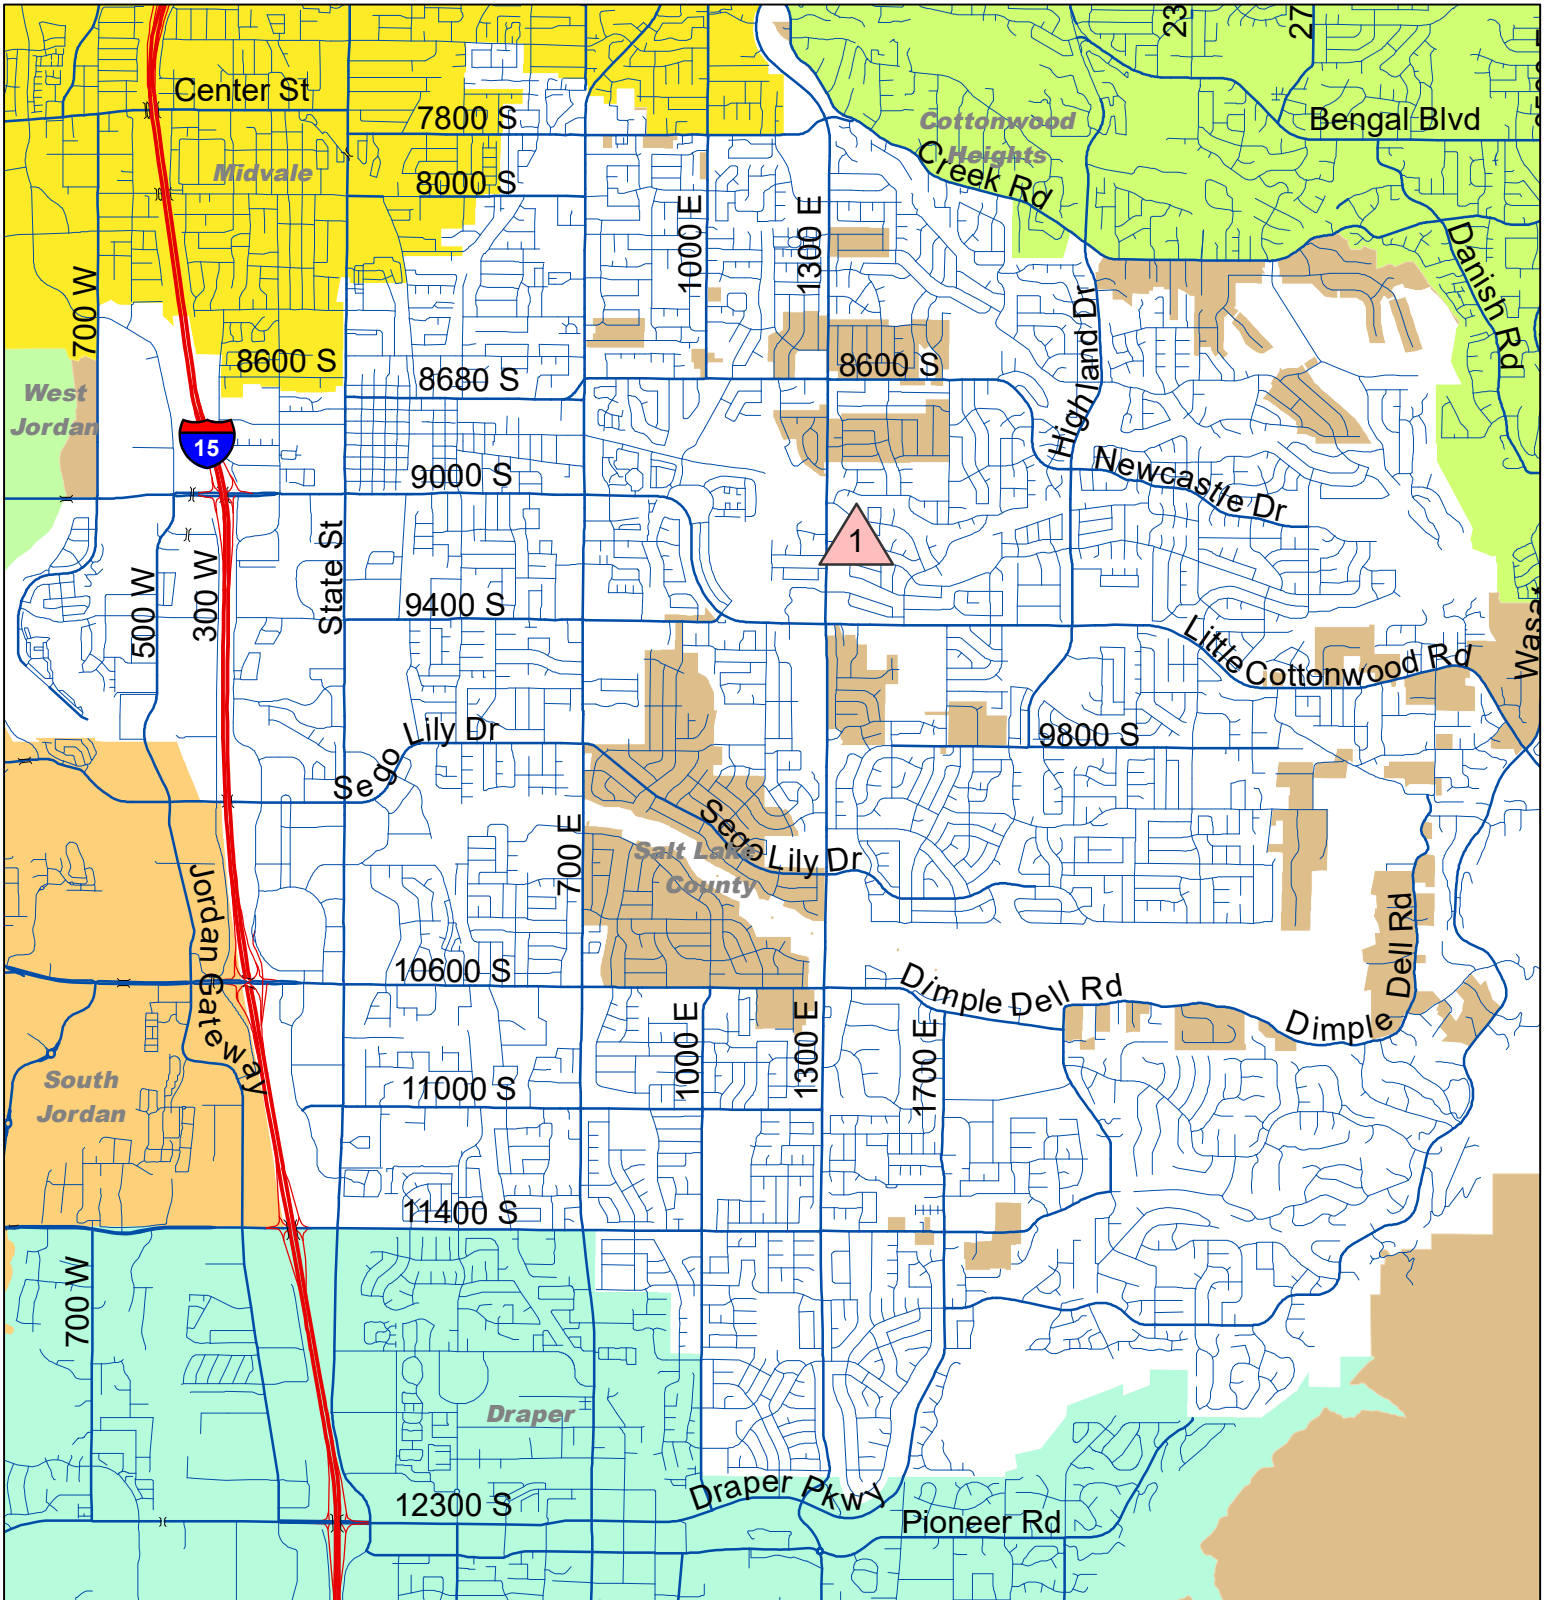 23
27
Center St
7800 S
Bengal Blvd
Cottonwood
Heights
Creek Rd
Midvale
8000 S
1000 E
1300 E
Danish Rd
700 W
Highland Dr
8600 S
8680 S
8600 S
West
Jordan
15
9000 S
Newcastle Dr
State St
1
500 W
300 W
9400 S
Little Cottonwood Rd
Wasat
Sego Lily Dr
9800 S
Sego Lily Dr
700 E
Salt Lake
County
Jordan Gateway
Dell Rd
10600 S
Dimple Dell Rd
Dimple
1000 E
1300 E
1700 E
South
Jordan
11000 S
11400 S
700 W
Draper
12300 S
Draper Pkwy
Pioneer Rd